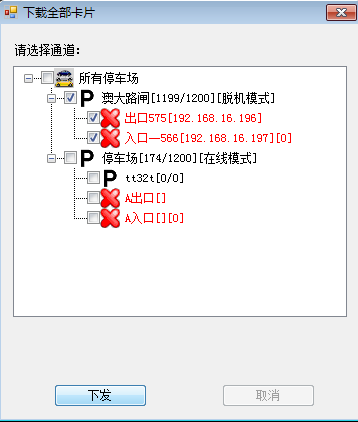 下载全部卡片
请选择通道:
所有停车场
P 澳大路闸[1199/1200][脱机模式]
出口575[192.168.16.196]
入口一566[192.168.16.197][0]
P 停车场[174/1200][在线模式]
P tt32t[0/0]
A出口[]
A入口[][0]
下发
取消